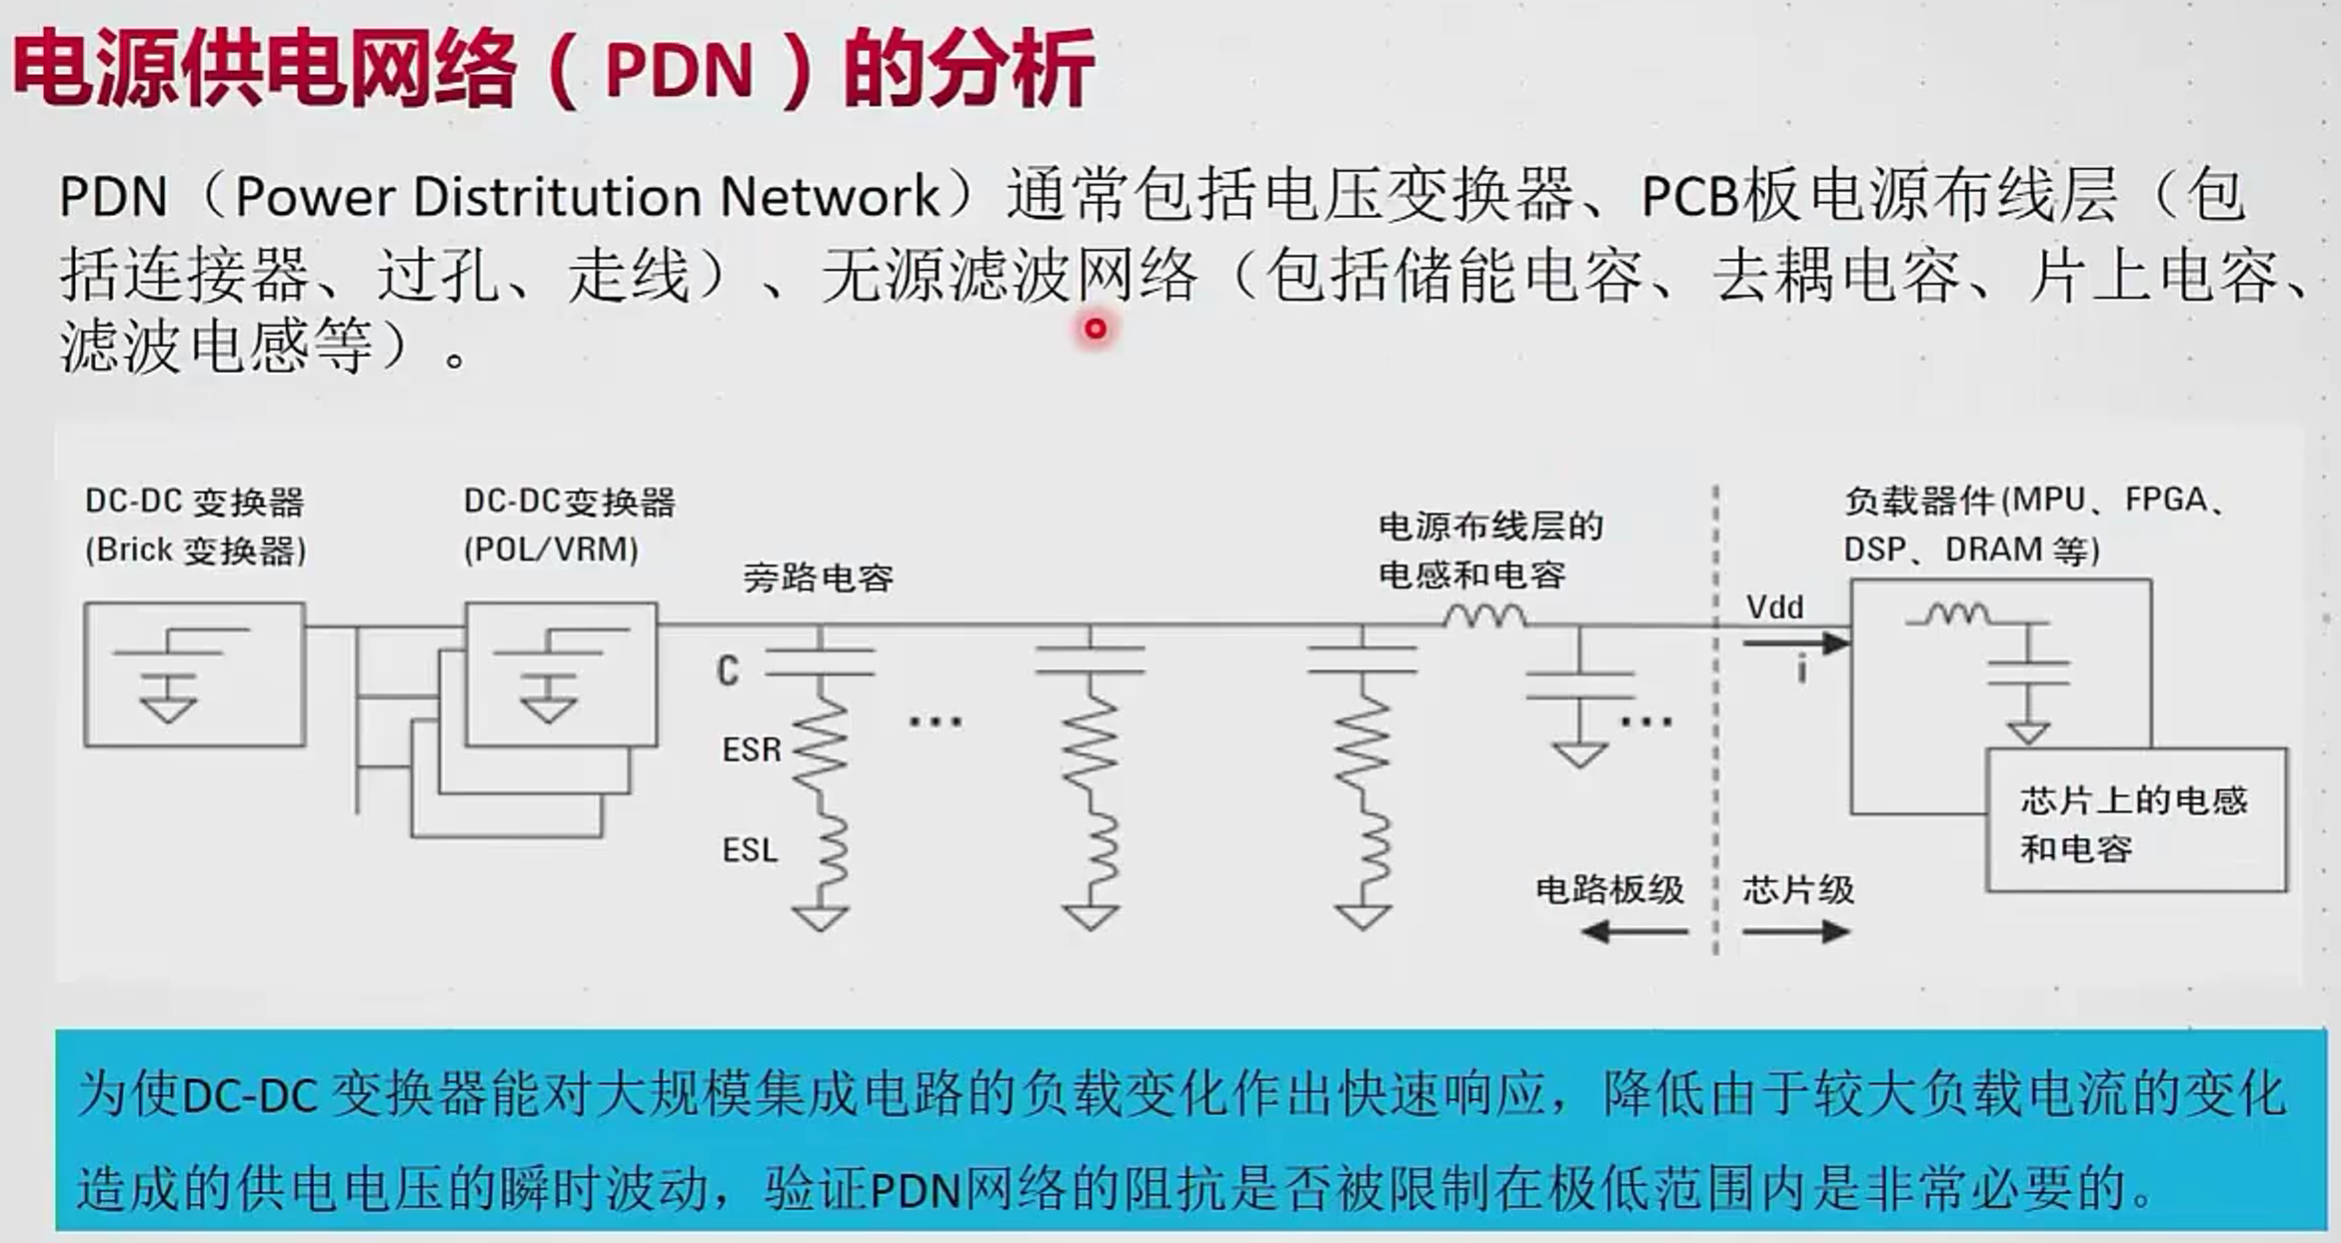 电源供电网络（PDN）的分析
PDN（Power Distritution Network）通常包括电压变换器、PCB板电源布线层（包
括连接器、过孔、走线）、无源滤波网络（包括储能电容、去耦电容、片上电容、
滤波电感等）。
DC-DC 变换器
(Brick 变换器)
DC-DC变换器
(POL/VRM)
旁路电容
C
ESR
ESL
...
电源布线层的
电感和电容
...
Vdd
i
负载器件(MPU、FPGA、
DSP、DRAM 等)
芯片上的电感
和电容
电路板级
芯片级
为使DC-DC 变换器能对大规模集成电路的负载变化作出快速响应，降低由于较大负载电流的变化
造成的供电电压的瞬时波动，验证PDN网络的阻抗是否被限制在极低范围内是非常必要的。